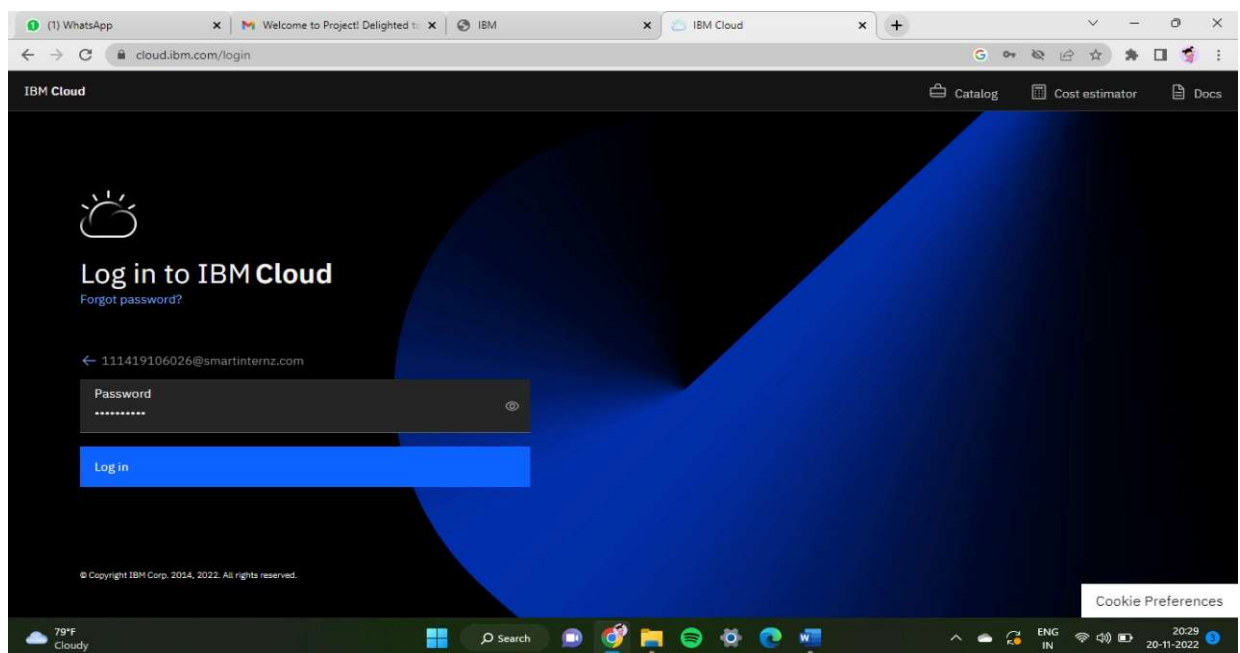 (1) WhatsApp
Welcome to Project! Delighted to
IBM
IBM Cloud
cloud.ibm.com/login
IBM Cloud
Catalog
Cost estimator
Docs
Log in to IBM Cloud
Forgot password?
← 111419106026@smartinternz.com
Password
••••••••••
Log in
© Copyright IBM Corp. 2014, 2022. All rights reserved.
Cookie Preferences
79°F
Cloudy
Search
ENG
IN
20:29
20-11-2022
3